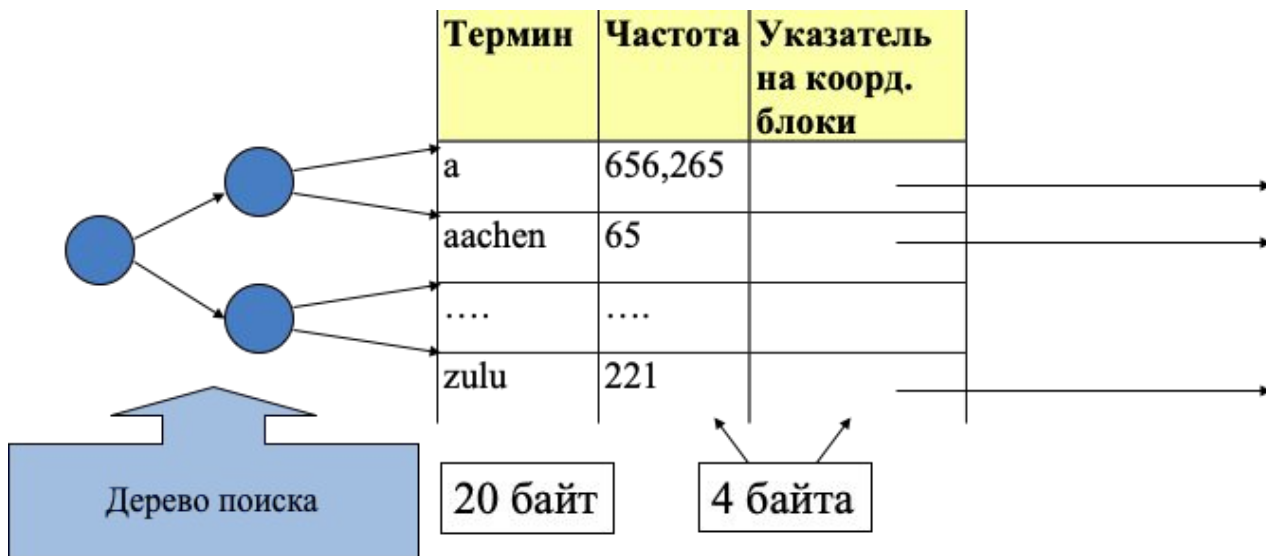 Термин Частота Указатель
на коорд.
блоки
a 656,265
aachen 65
.... ....
zulu 221
Дерево поиска 20 байт 4 байта